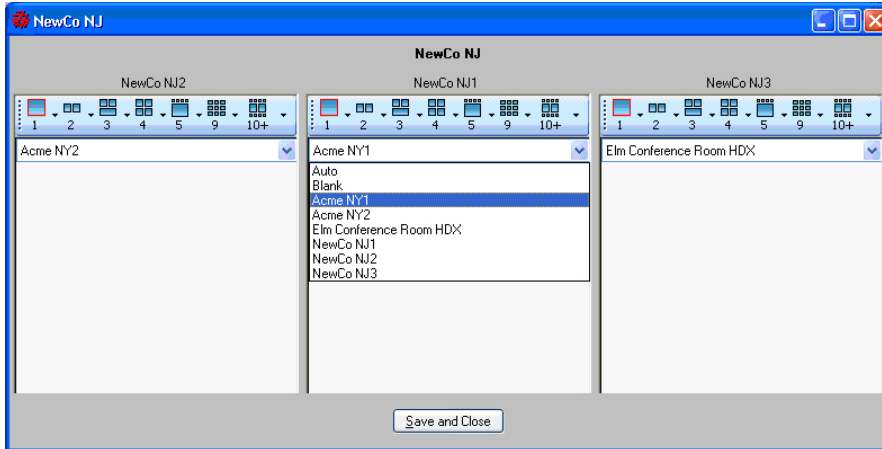 NewCo NJ
NewCo NJ
NewCo NJ2 NewCo NJ1 NewCo NJ3
1 2 3 4 5 9 10+ 1 2 3 4 5 9 10+ 1 2 3 4 5 9 10+
Acme NY2 Acme NY1 Elm Conference Room HDX
Auto
Blank
Acme NY1
Acme NY2
Elm Conference Room HDX
NewCo NJ1
NewCo NJ2
NewCo NJ3
Save and Close